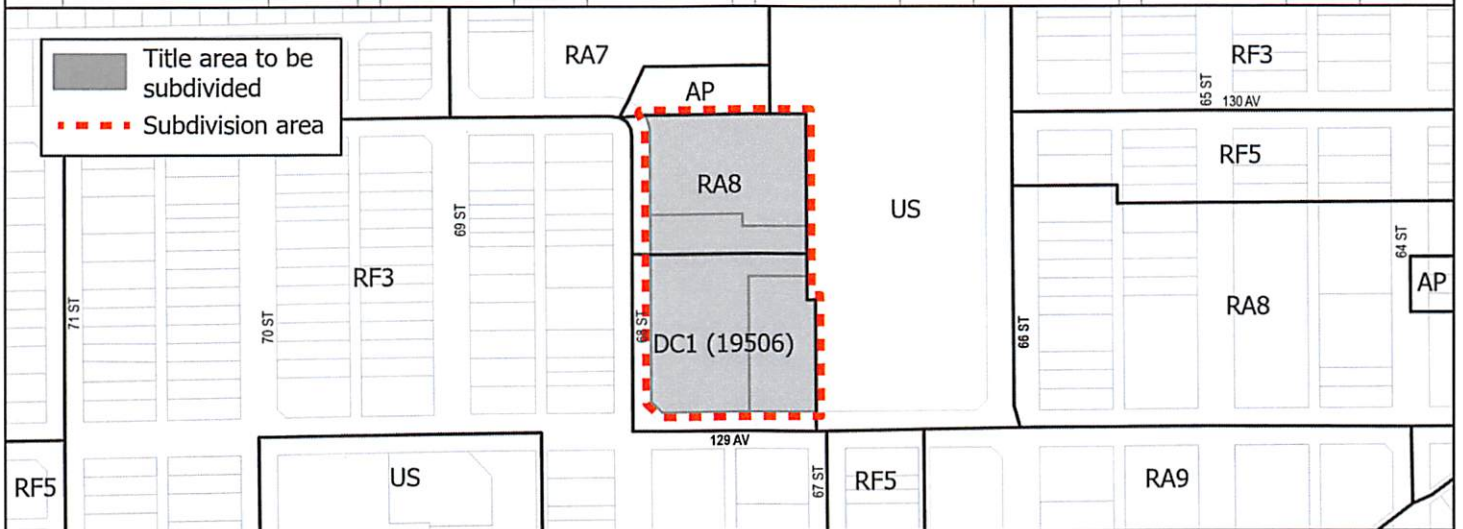 Title area to be
subdivided
Subdivision area
RA7
AP
RF3
65 ST
130 AV
RF5
RA8
US
69 ST
64 ST
RF3
71 ST
70 ST
68 ST
DC1 (19506)
66 ST
RA8
AP
129 AV
RF5
US
67 ST
RF5
RA9